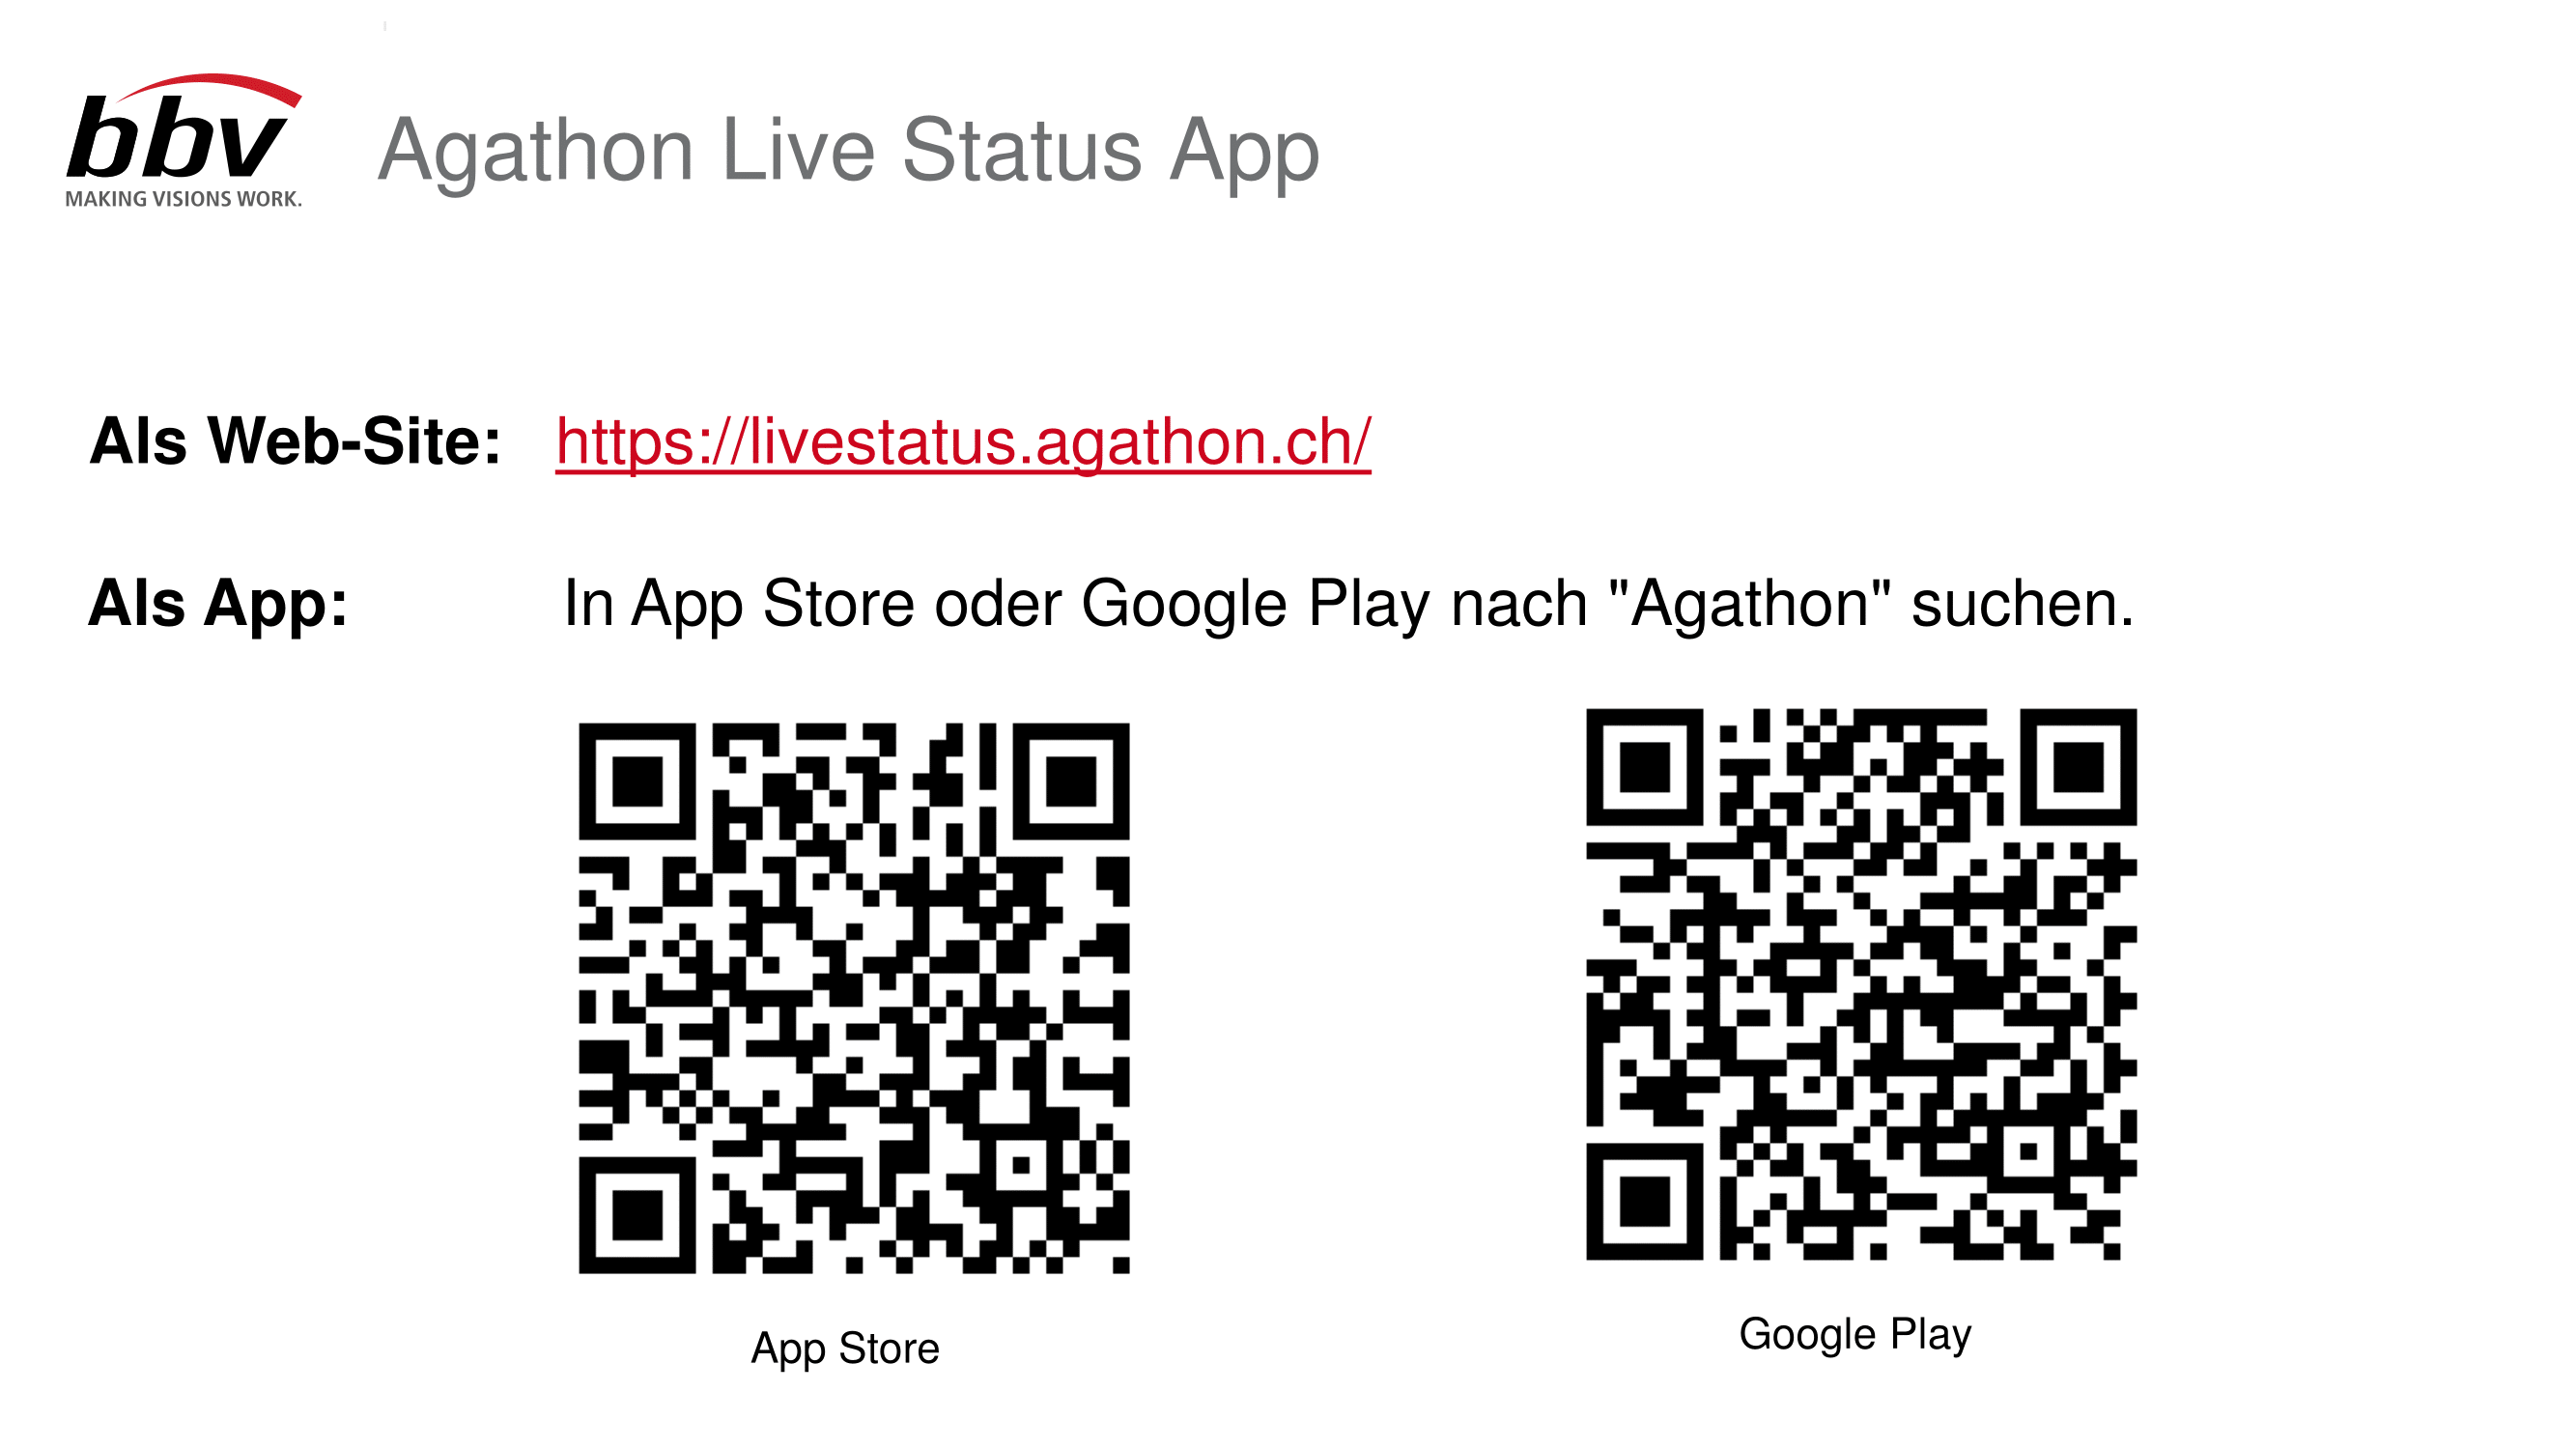 bbv
MAKING VISIONS WORK.
Agathon Live Status App
Als Web-Site: https://livestatus.agathon.ch/
Als App: In App Store oder Google Play nach "Agathon" suchen.
App Store
Google Play